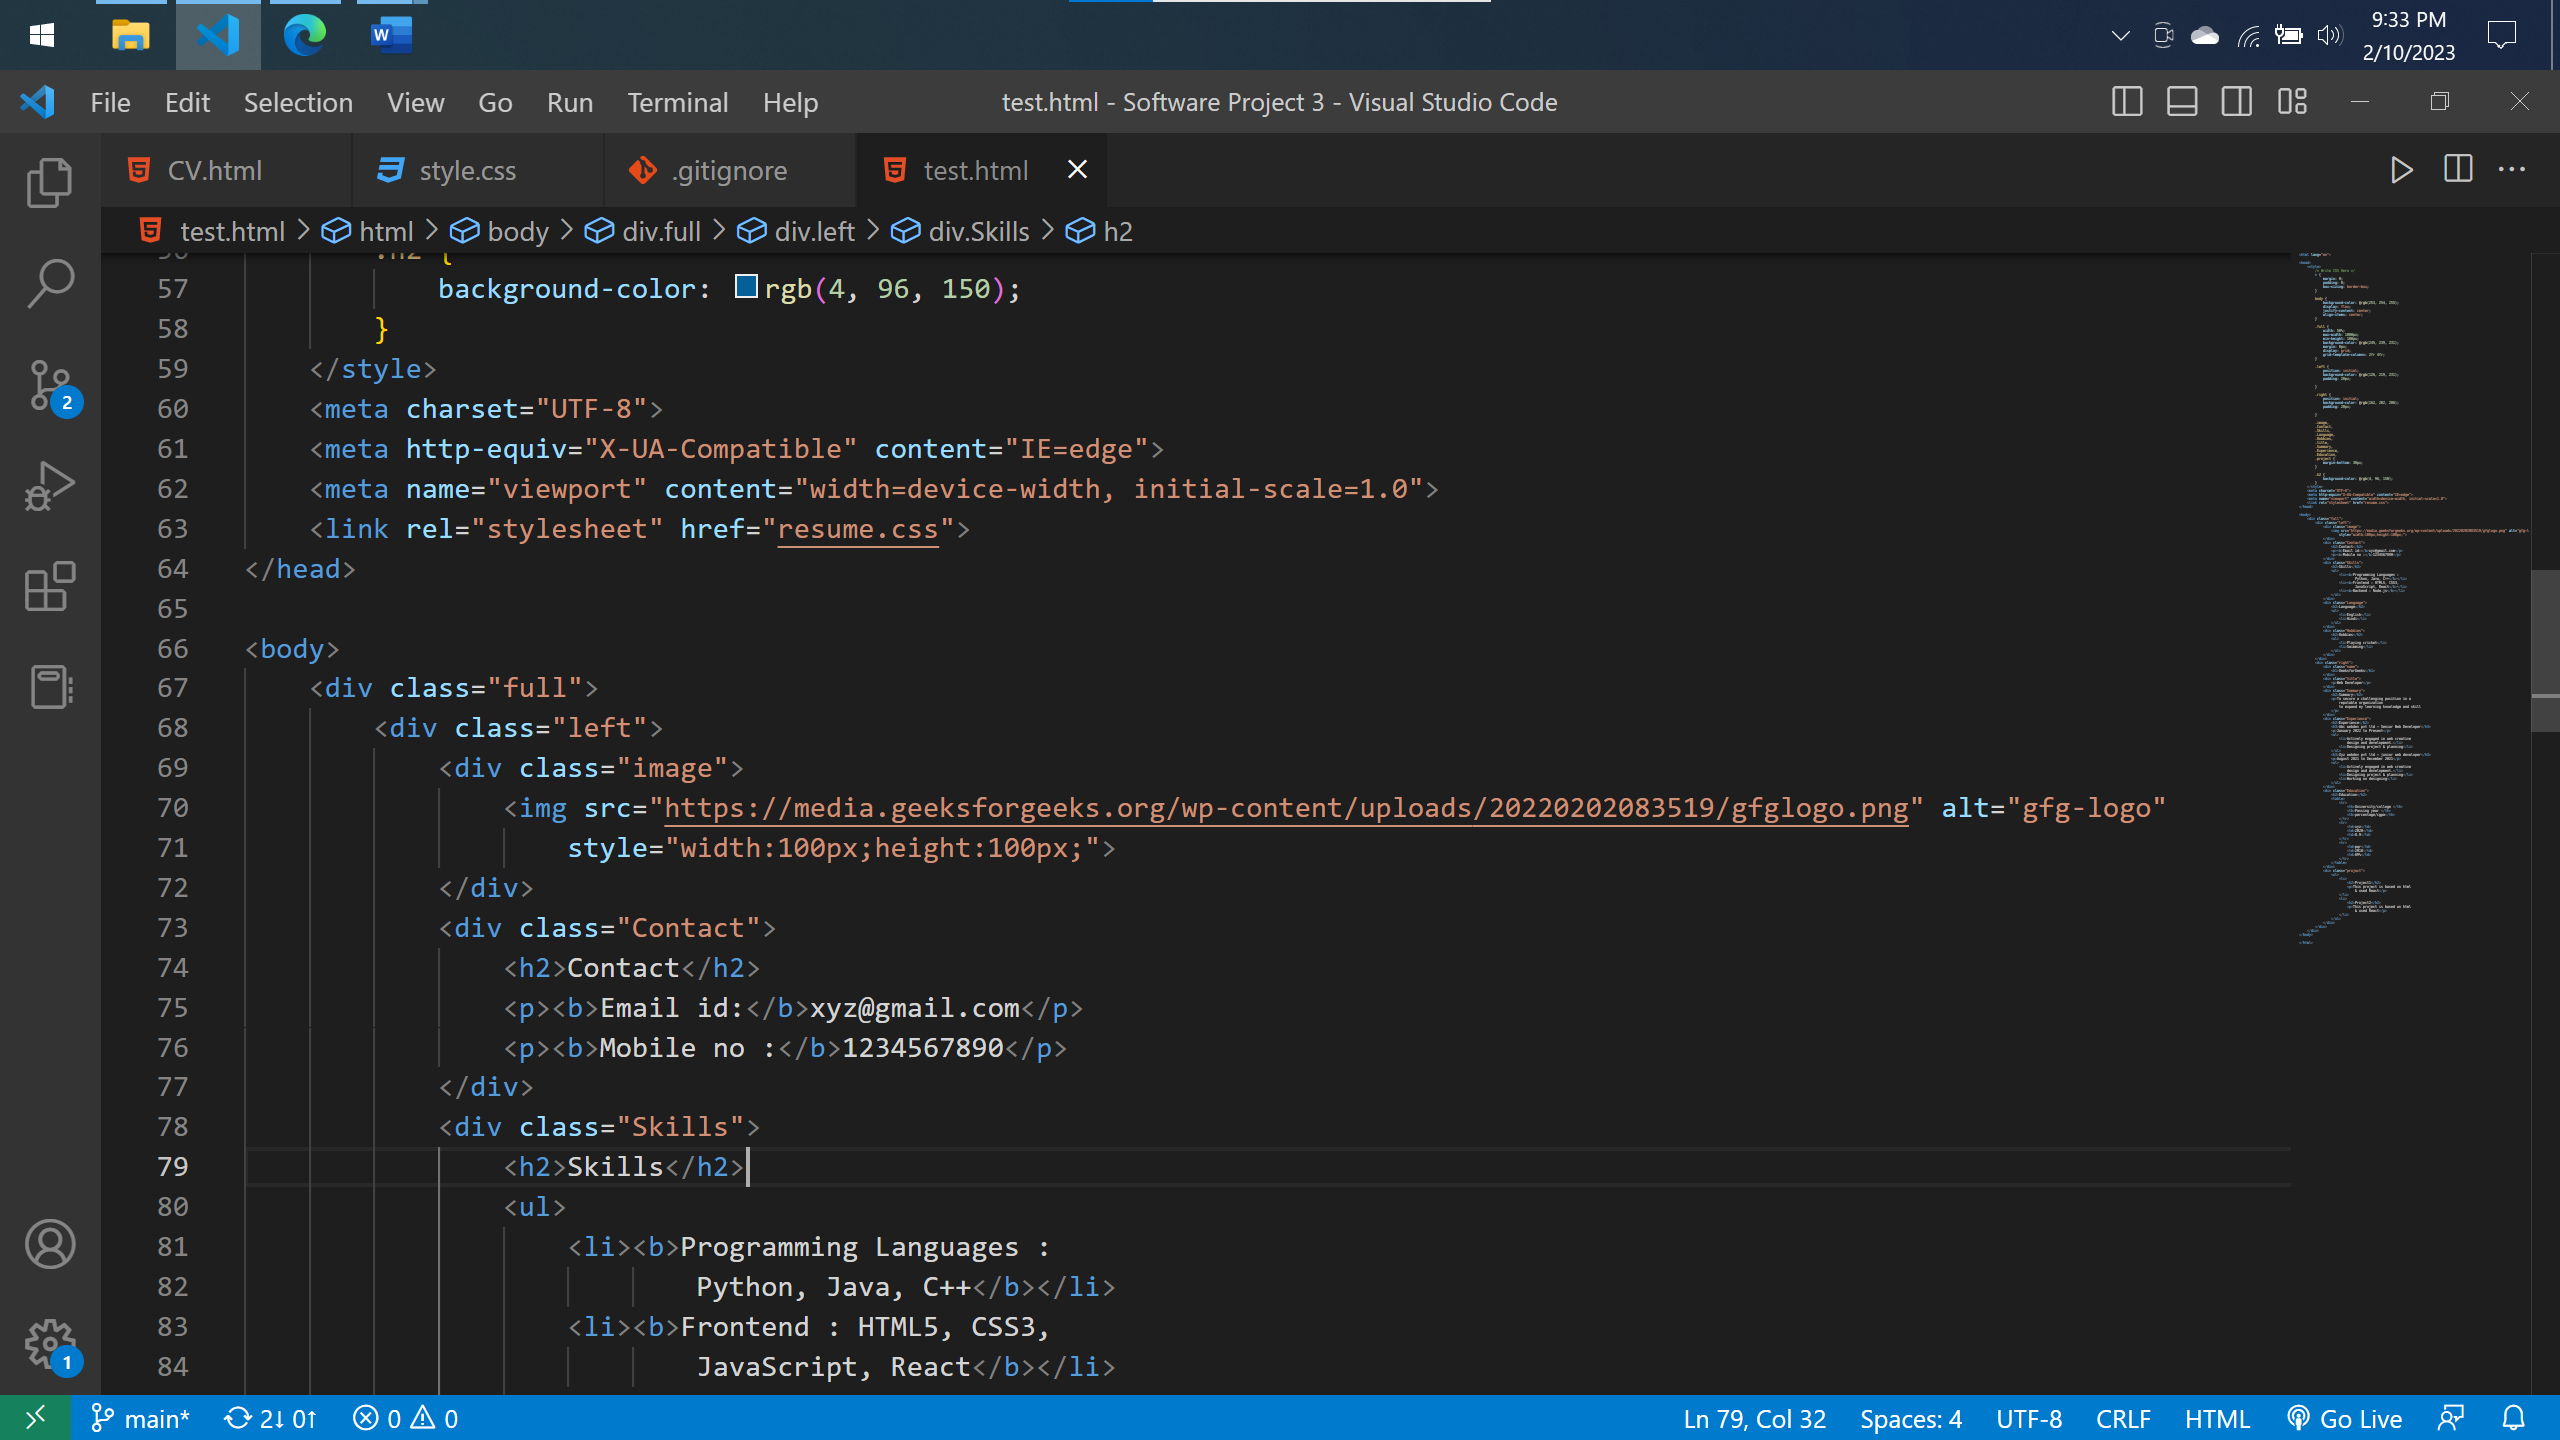 9:33 PM
2/10/2023
File Edit Selection View Go Run Terminal Help
test.html - Software Project 3 - Visual Studio Code
CV.html style.css .gitignore test.html
test.html > html > body > div.full > div.left > div.Skills > h2
56 .h2 {
57 background-color: rgb(4, 96, 150);
58 }
59 </style>
60 <meta charset="UTF-8">
61 <meta http-equiv="X-UA-Compatible" content="IE=edge">
62 <meta name="viewport" content="width=device-width, initial-scale=1.0">
63 <link rel="stylesheet" href="resume.css">
64 </head>
65
66 <body>
67 <div class="full">
68 <div class="left">
69 <div class="image">
70 <img src="https://media.geeksforgeeks.org/wp-content/uploads/20220202083519/gfglogo.png" alt="gfg-logo"
71 style="width:100px;height:100px;">
72 </div>
73 <div class="Contact">
74 <h2>Contact</h2>
75 <p><b>Email id:</b>xyz@gmail.com</p>
76 <p><b>Mobile no :</b>1234567890</p>
77 </div>
78 <div class="Skills">
79 <h2>Skills</h2>
80 <ul>
81 <li><b>Programming Languages :
82 Python, Java, C++</b></li>
83 <li><b>Frontend : HTML5, CSS3,
84 JavaScript, React</b></li>
2
1
main* 2↓ 0↑ 0 0 Ln 79, Col 32 Spaces: 4 UTF-8 CRLF HTML Go Live